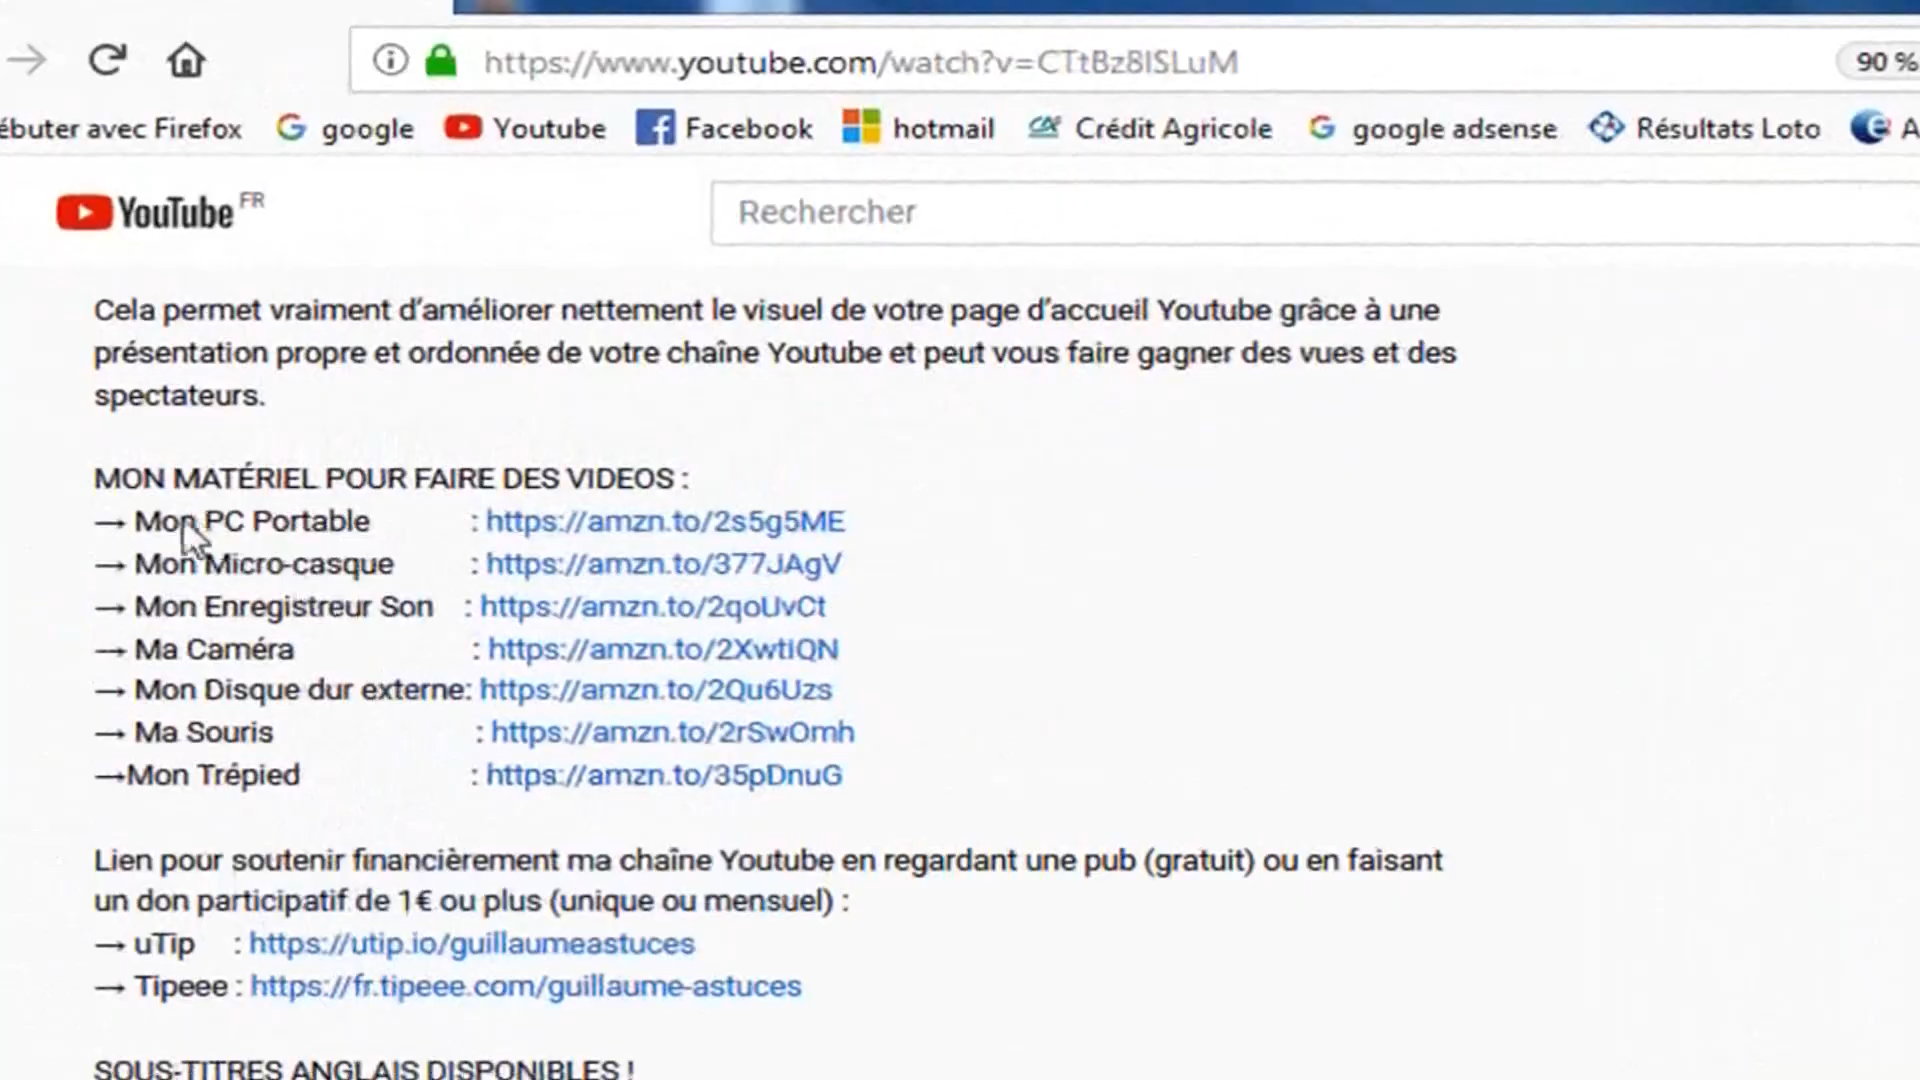 https://www.youtube.com/watch?v=CTtBz8ISLuM
90 %
ébuter avec Firefox google Youtube Facebook hotmail Crédit Agricole google adsense Résultats Loto A
YouTube FR
Rechercher
Cela permet vraiment d'améliorer nettement le visuel de votre page d'accueil Youtube grâce à une
présentation propre et ordonnée de votre chaîne Youtube et peut vous faire gagner des vues et des
spectateurs.
MON MATÉRIEL POUR FAIRE DES VIDEOS :
→ Mon PC Portable : https://amzn.to/2s5g5ME
→ Mon Micro-casque : https://amzn.to/377JAgV
→ Mon Enregistreur Son : https://amzn.to/2qoUvCt
→ Ma Caméra : https://amzn.to/2XwtIQN
→ Mon Disque dur externe: https://amzn.to/2Qu6Uzs
→ Ma Souris : https://amzn.to/2rSwOmh
→Mon Trépied : https://amzn.to/35pDnuG
Lien pour soutenir financièrement ma chaîne Youtube en regardant une pub (gratuit) ou en faisant
un don participatif de 1€ ou plus (unique ou mensuel) :
→ uTip : https://utip.io/guillaumeastuces
→ Tipeee : https://fr.tipeee.com/guillaume-astuces
SOUS-TITRES ANGLAIS DISPONIBLES !